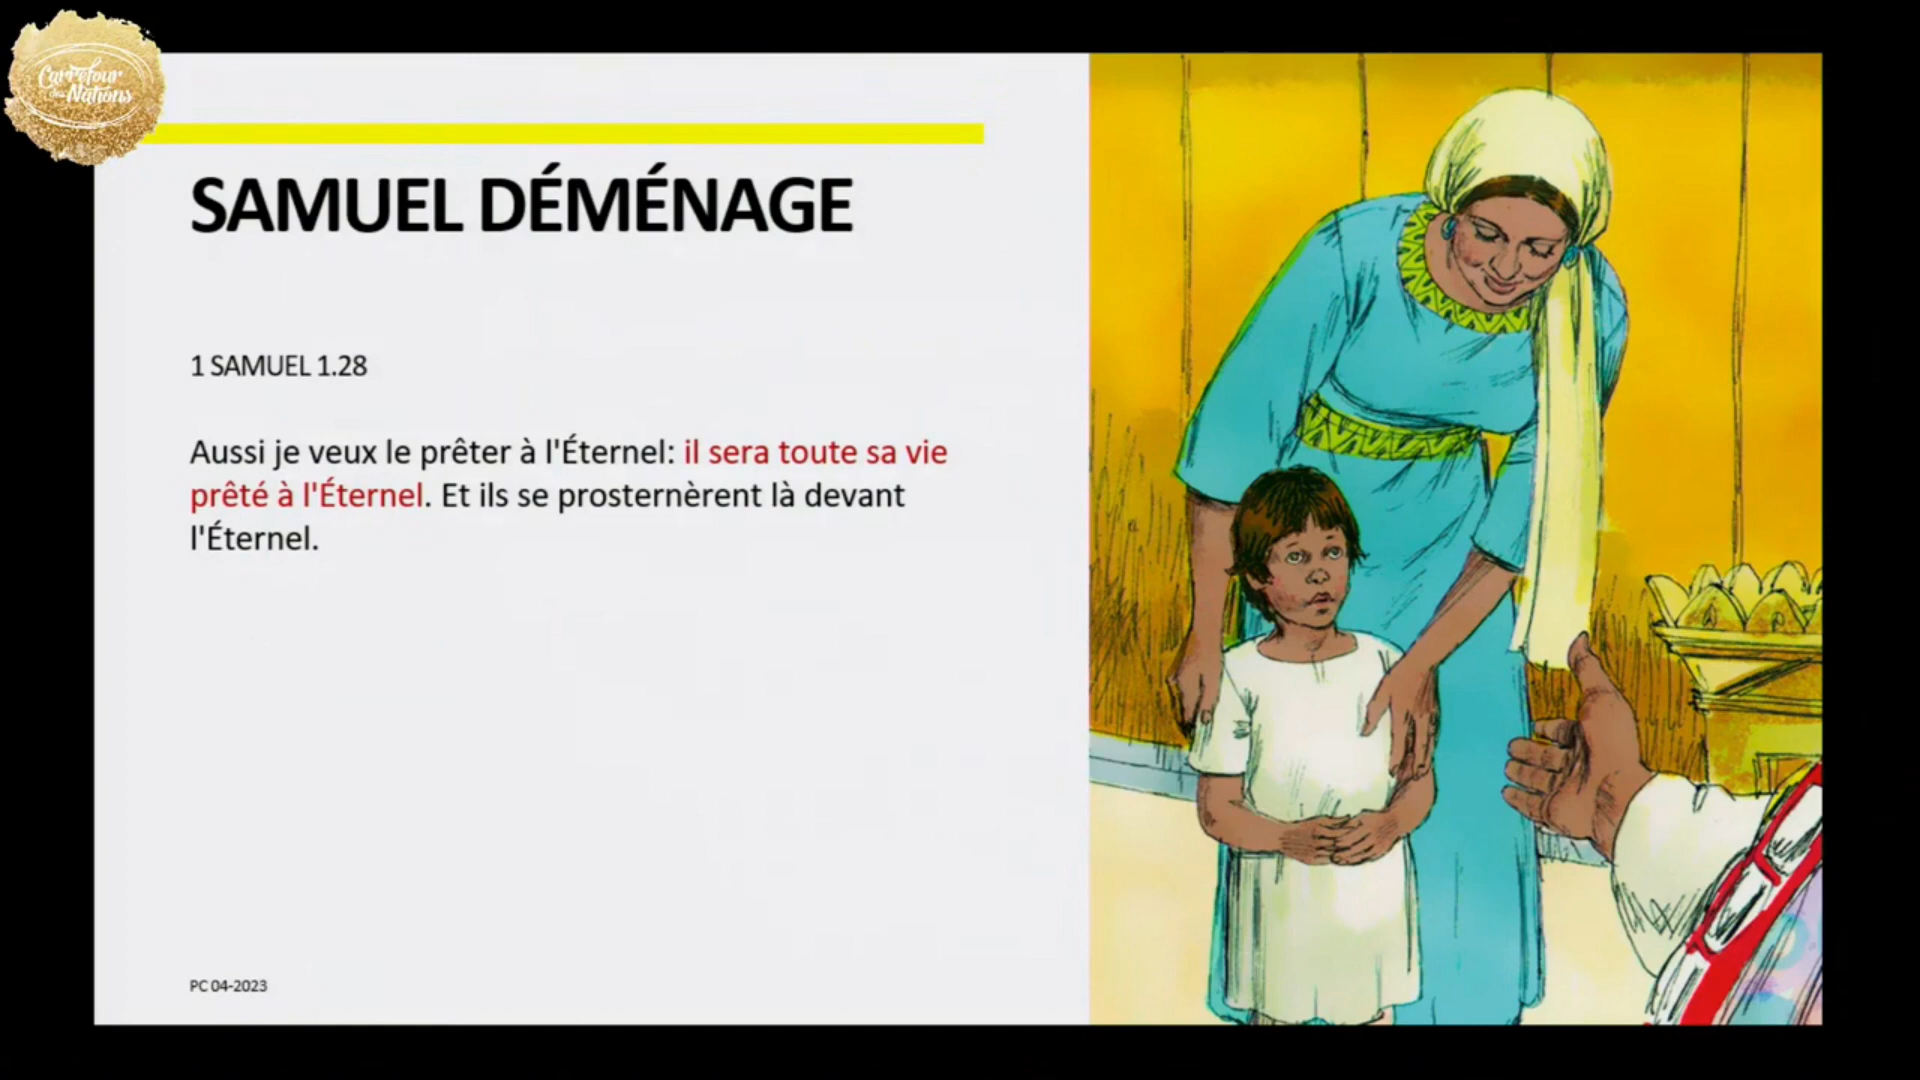 Carrefour
des Nations
SAMUEL DÉMÉNAGE
1 SAMUEL 1.28
Aussi je veux le prêter à l'Éternel: il sera toute sa vie
prêté à l'Éternel. Et ils se prosternèrent là devant
l'Éternel.
PC 04-2023